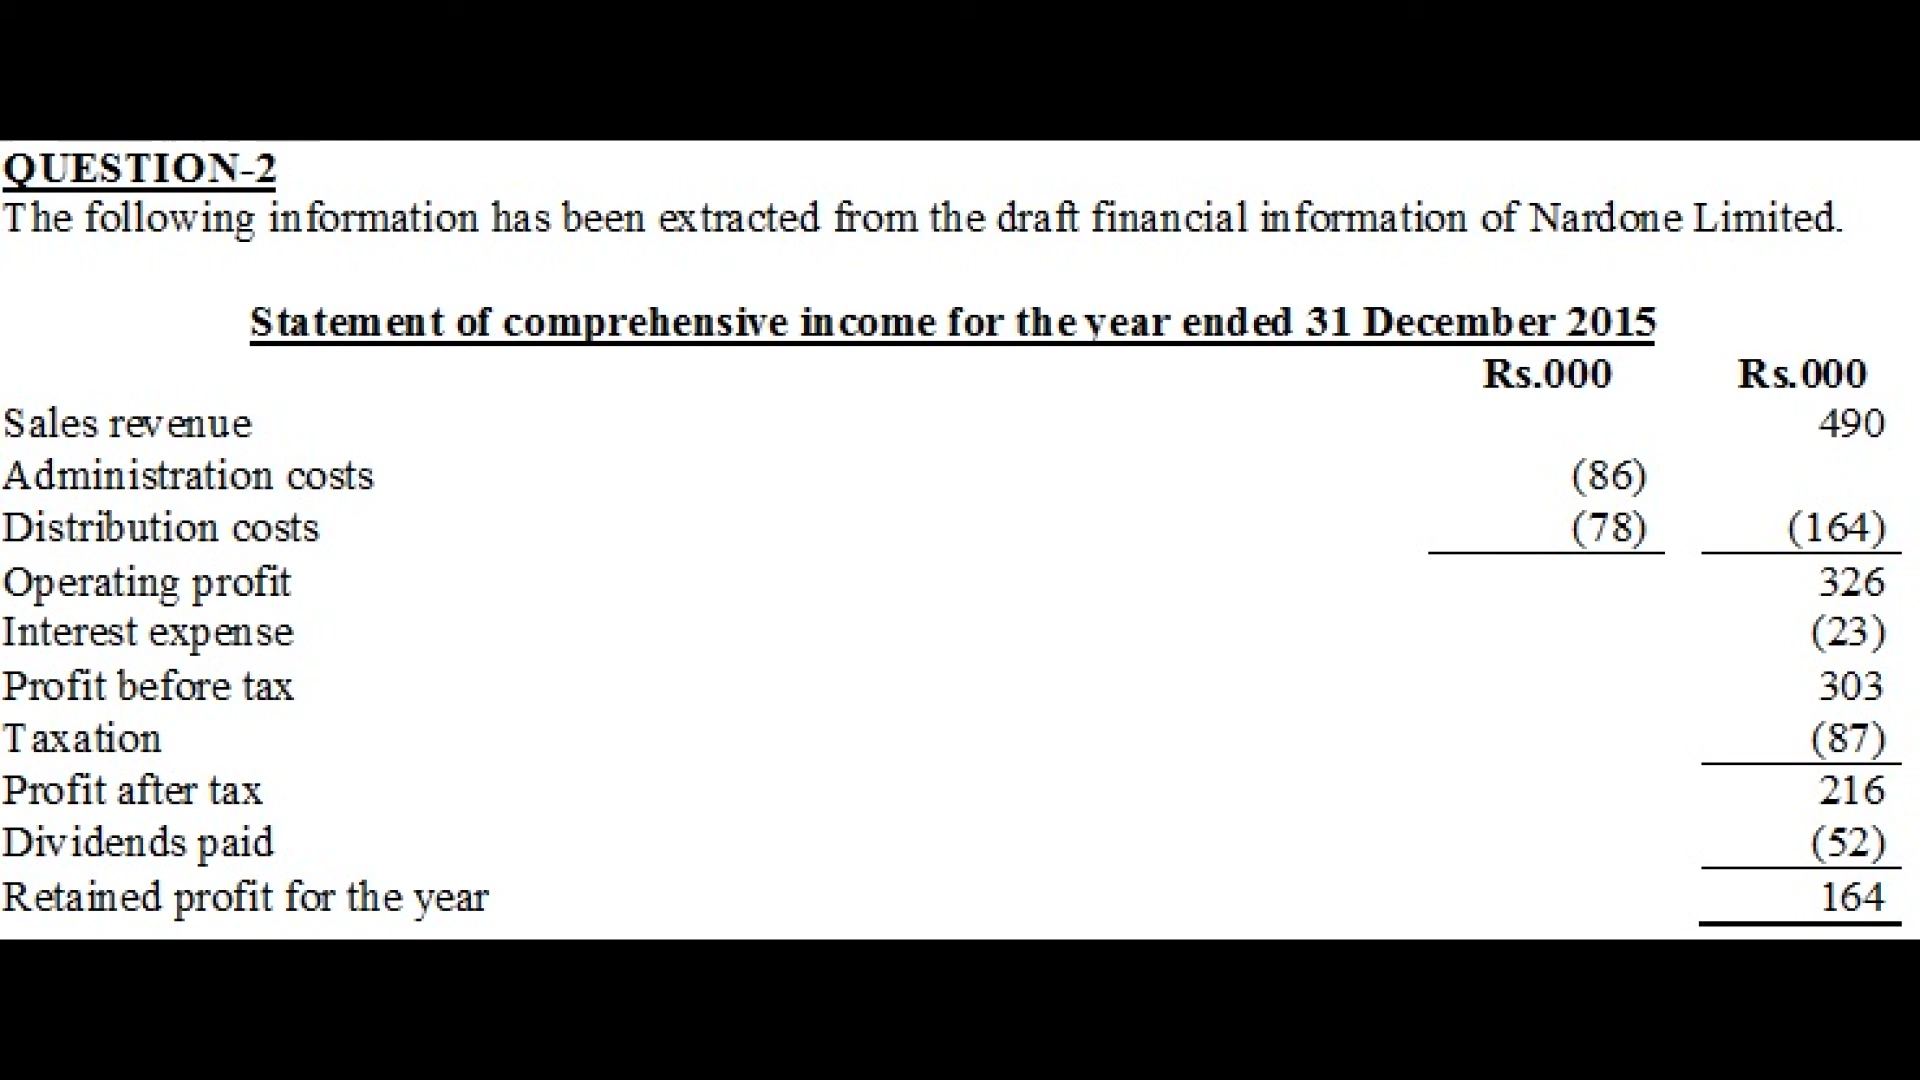 QUESTION-2
The following information has been extracted from the draft financial information of Nardone Limited.
Statement of comprehensive income for the year ended 31 December 2015
Rs.000 Rs.000
Sales revenue 490
Administration costs (86)
Distribution costs (78) (164)
Operating profit 326
Interest expense (23)
Profit before tax 303
Taxation (87)
Profit after tax 216
Dividends paid (52)
Retained profit for the year 164